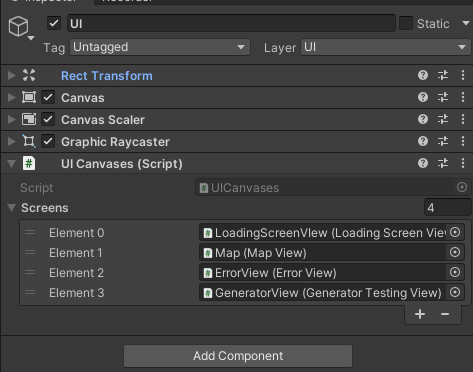 UI
Static
Tag Untagged Layer UI
Rect Transform
Canvas
Canvas Scaler
Graphic Raycaster
# UI Canvases (Script)
Script # UICanvases
Screens 4
Element 0 # LoadingScreenVIew (Loading Screen Vie
Element 1 # Map (Map View)
Element 2 # ErrorView (Error View)
Element 3 # GeneratorView (Generator Testing View)
+ −
Add Component